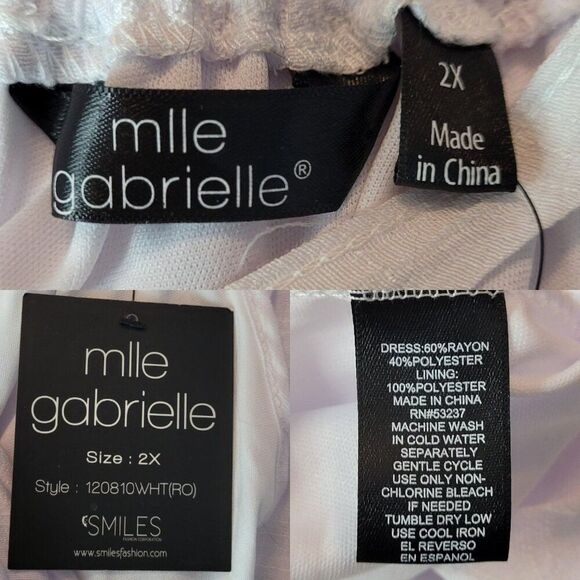 mlle
gabrielle®
2X
Made
in China
mlle
gabrielle
Size : 2X
Style : 120810WHT(RO)
SMILES
FASHION CORPORATION
www.smilesfashion.com
DRESS:60%RAYON
40%POLYESTER
LINING:
100%POLYESTER
MADE IN CHINA
RN#53237
MACHINE WASH
IN COLD WATER
SEPARATELY
GENTLE CYCLE
USE ONLY NON-
CHLORINE BLEACH
IF NEEDED
TUMBLE DRY LOW
USE COOL IRON
EL REVERSO
EN ESPANOL